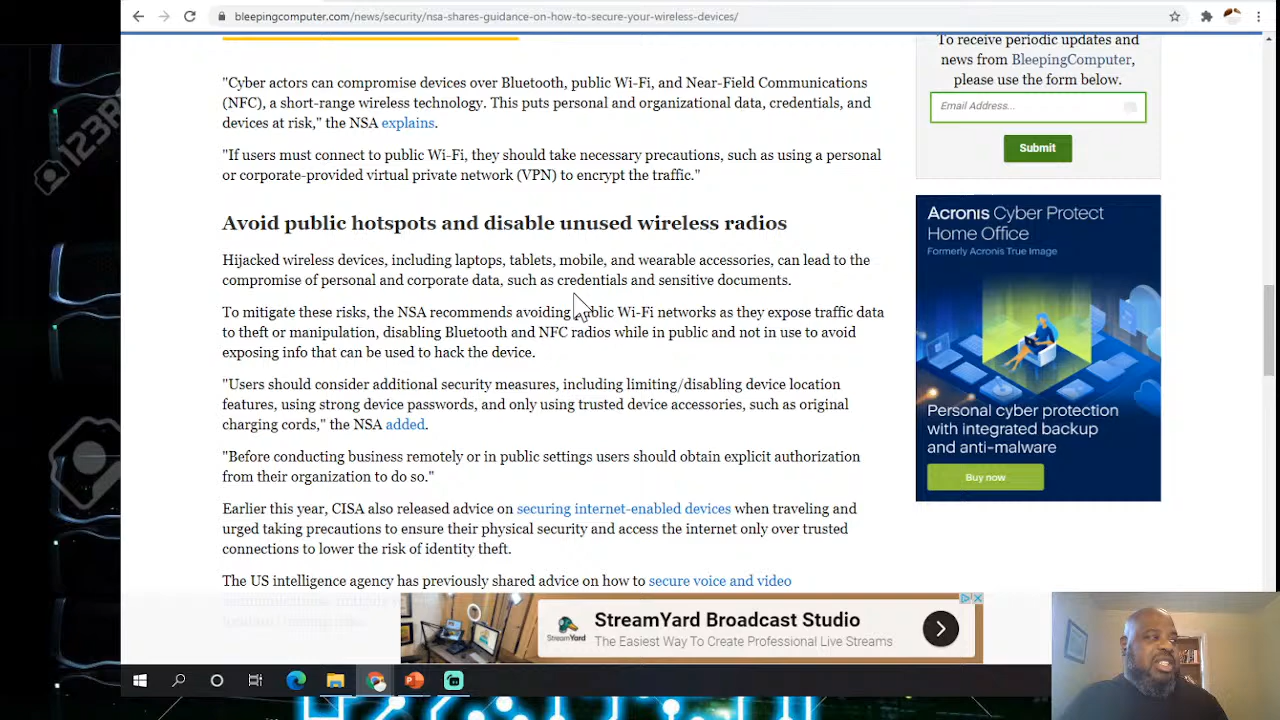 bleepingcomputer.com/news/security/nsa-shares-guidance-on-how-to-secure-your-wireless-devices/
"Cyber actors can compromise devices over Bluetooth, public Wi-Fi, and Near-Field Communications
(NFC), a short-range wireless technology. This puts personal and organizational data, credentials, and
devices at risk," the NSA explains.
"If users must connect to public Wi-Fi, they should take necessary precautions, such as using a personal
or corporate-provided virtual private network (VPN) to encrypt the traffic."
Avoid public hotspots and disable unused wireless radios
Hijacked wireless devices, including laptops, tablets, mobile, and wearable accessories, can lead to the
compromise of personal and corporate data, such as credentials and sensitive documents.
To mitigate these risks, the NSA recommends avoiding public Wi-Fi networks as they expose traffic data
to theft or manipulation, disabling Bluetooth and NFC radios while in public and not in use to avoid
exposing info that can be used to hack the device.
"Users should consider additional security measures, including limiting/disabling device location
features, using strong device passwords, and only using trusted device accessories, such as original
charging cords," the NSA added.
"Before conducting business remotely or in public settings users should obtain explicit authorization
from their organization to do so."
Earlier this year, CISA also released advice on securing internet-enabled devices when traveling and
urged taking precautions to ensure their physical security and access the internet only over trusted
connections to lower the risk of identity theft.
The US intelligence agency has previously shared advice on how to secure voice and video
To receive periodic updates and
news from BleepingComputer,
please use the form below.
Email Address...
Submit
Acronis Cyber Protect
Home Office
Formerly Acronis True Image
Personal cyber protection
with integrated backup
and anti-malware
Buy now
StreamYard
StreamYard Broadcast Studio
The Easiest Way To Create Professional Live Streams
123R